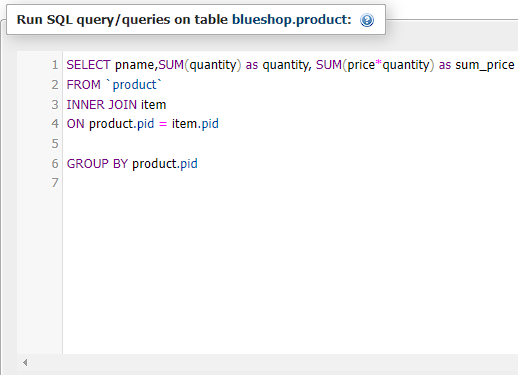 Run SQL query/queries on table blueshop.product:
1 SELECT pname,SUM(quantity) as quantity, SUM(price*quantity) as sum_price
2 FROM `product`
3 INNER JOIN item
4 ON product.pid = item.pid
5
6 GROUP BY product.pid
7